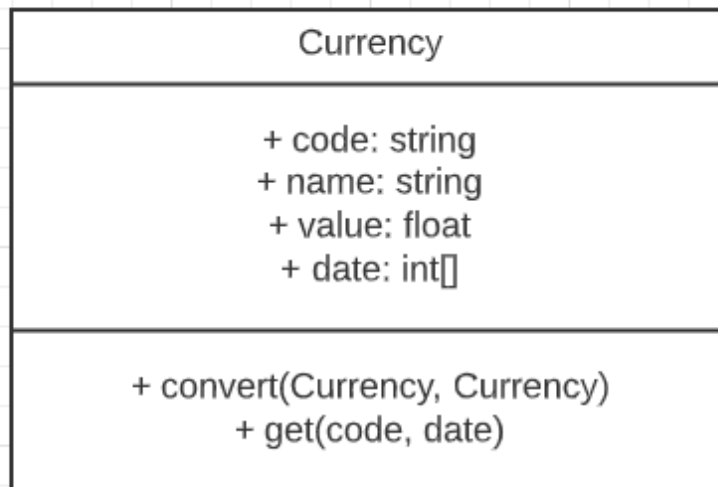 Currency
+ code: string
+ name: string
+ value: float
+ date: int[]
+ convert(Currency, Currency)
+ get(code, date)